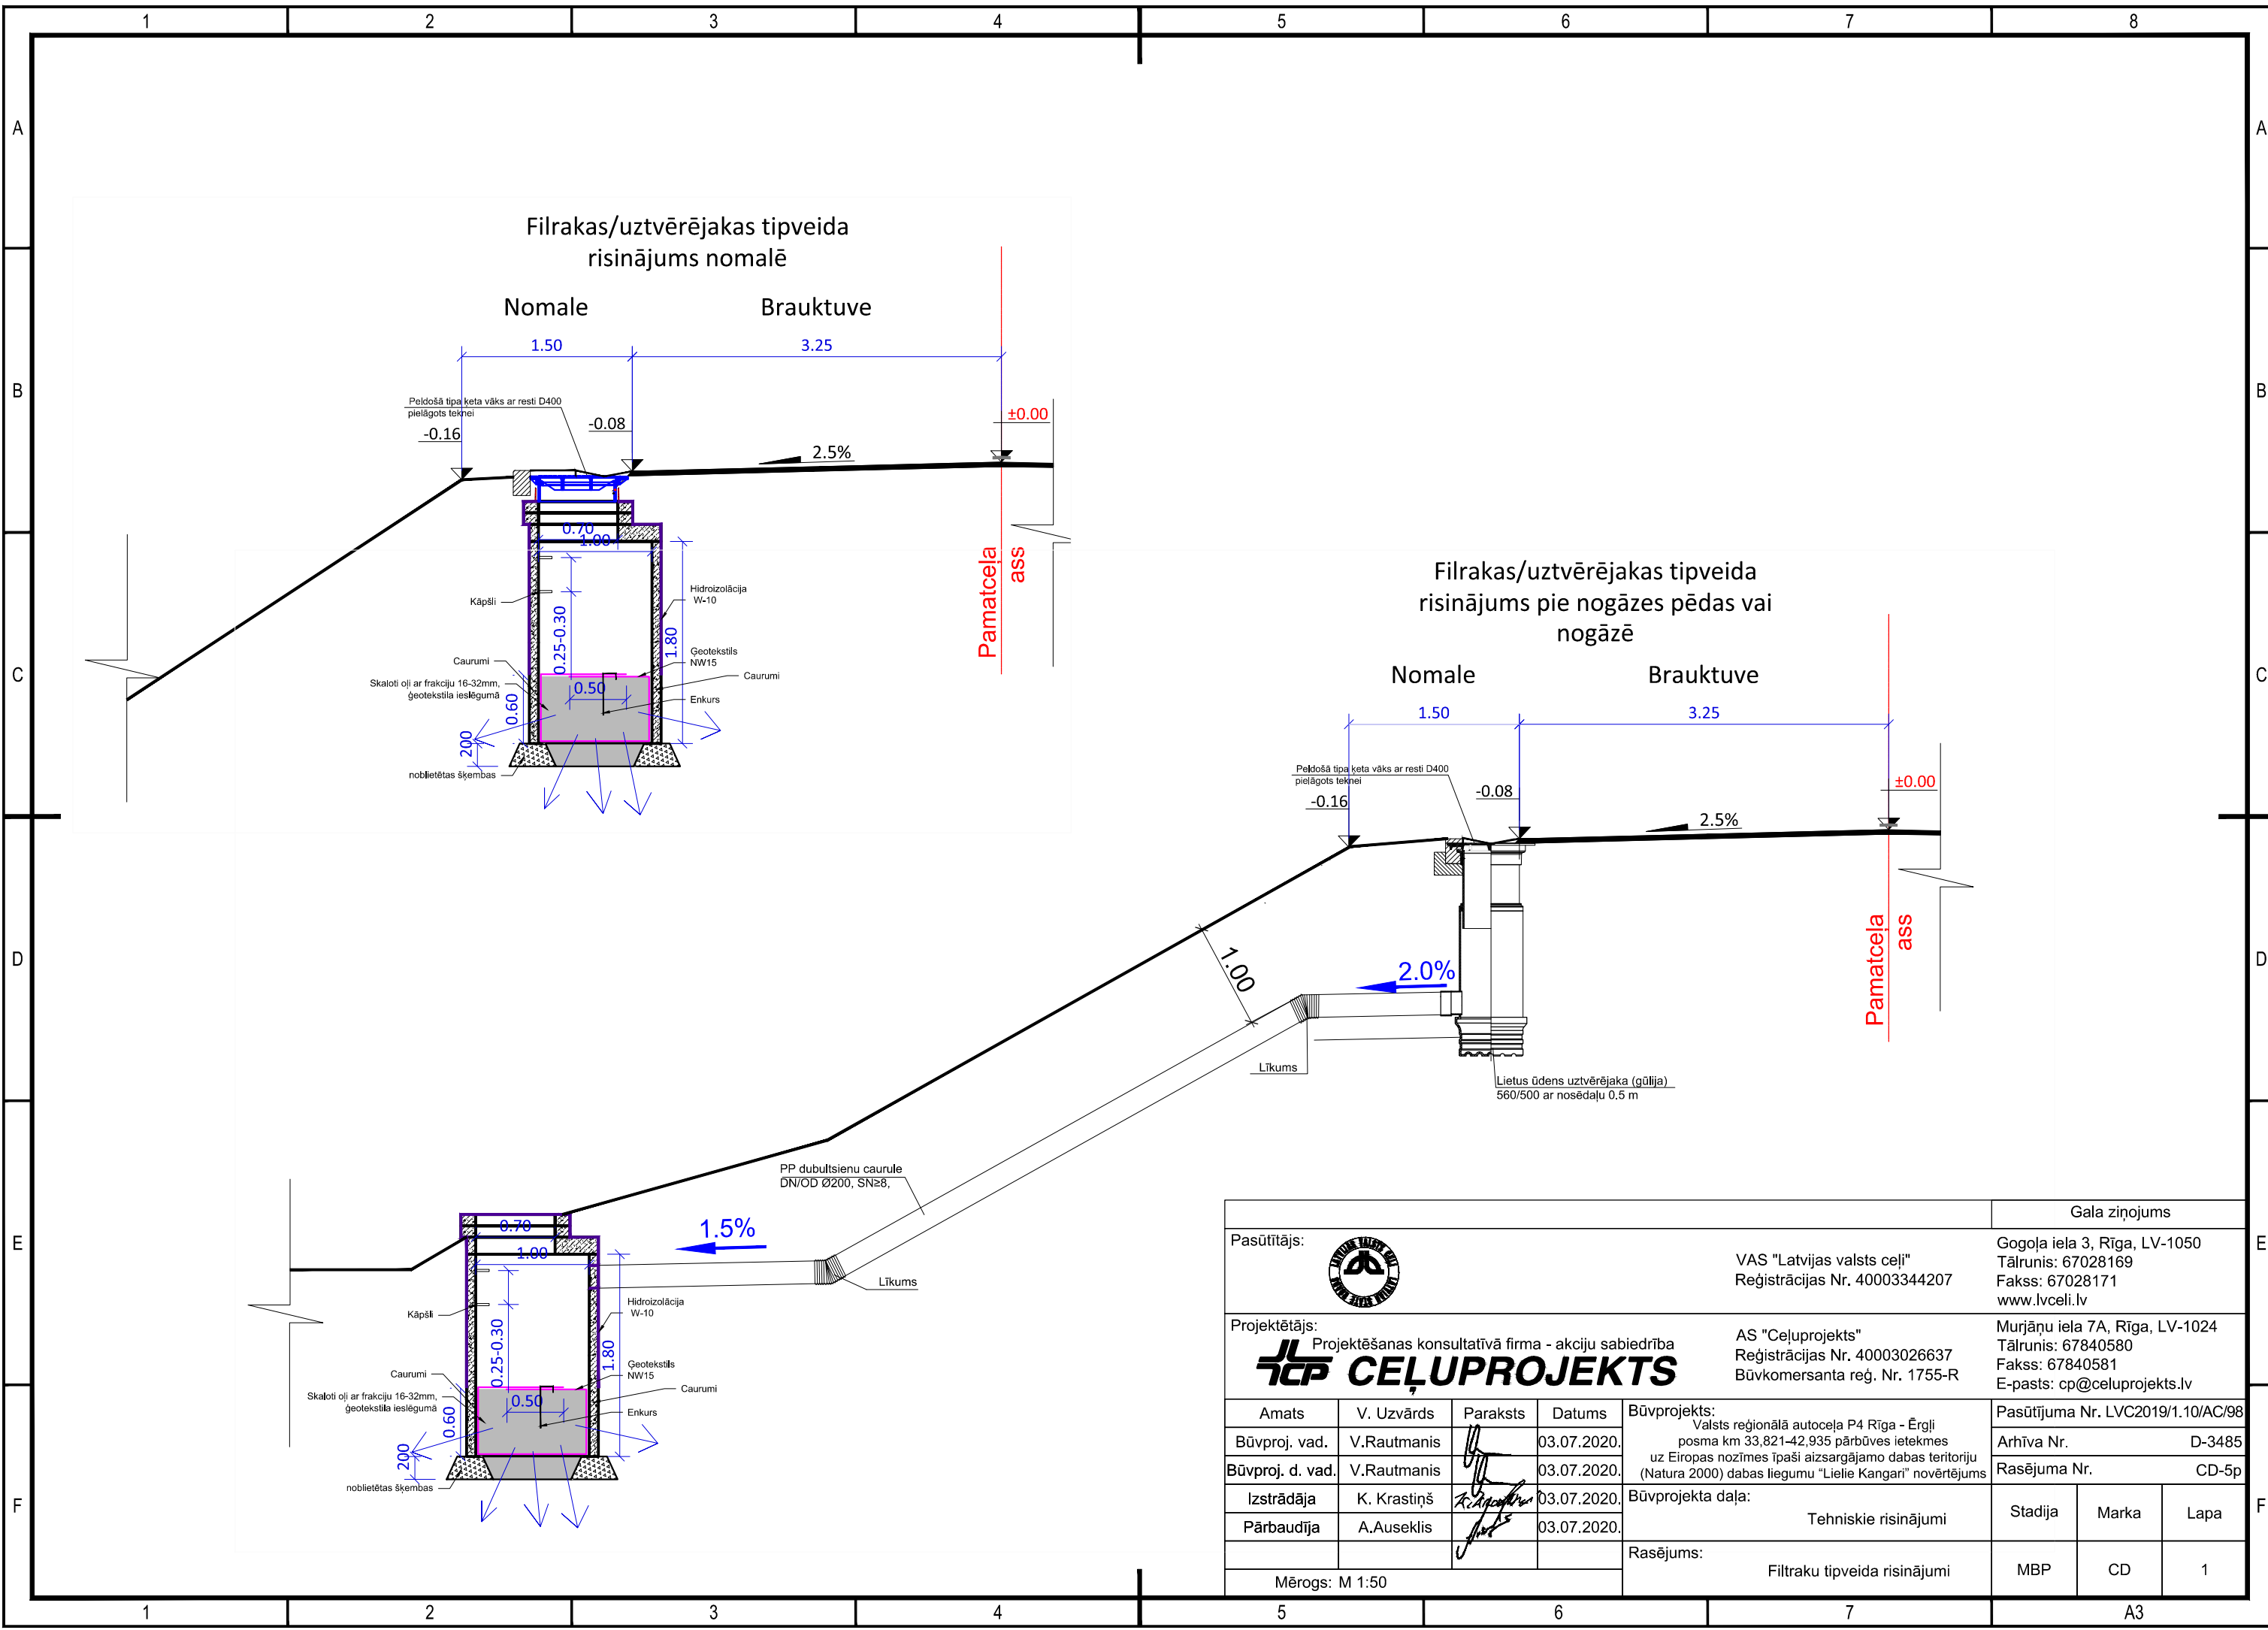 1 2 3 4 5 6 7 8
A A
B B
C C
D D
E E
F F
Filrakas/uztvērējakas tipveida
risinājums nomalē
Nomale Brauktuve
1.50 3.25
Peldošā tipa ķeta vāks ar resti D400
pielāgots teknei
-0.16
-0.08
2.5%
±0.00
0.70
1.00
Kāpšli
Hidroizolācija
W-10
0.25-0.30
1.80
Caurumi
Ģeotekstils
NW15
Skaloti oļi ar frakciju 16-32mm,
ģeotekstila ieslēgumā
Caurumi
0.50
Enkurs
0.60
200
noblietētas šķembas
Pamatceļa
ass
Filrakas/uztvērējakas tipveida
risinājums pie nogāzes pēdas vai
nogāzē
Nomale Brauktuve
1.50 3.25
Peldošā tipa ķeta vāks ar resti D400
pielāgots teknei
-0.16
-0.08
2.5%
±0.00
Pamatceļa
ass
1.00
2.0%
Līkums
Lietus ūdens uztvērējaka (gūlija)
560/500 ar nosēdaļu 0.5 m
PP dubultsienu caurule
DN/OD Ø200, SN≥8,
1.5%
Līkums
0.70
1.00
Kāpšli
Hidroizolācija
W-10
0.25-0.30
1.80
Caurumi
Ģeotekstils
NW15
Skaloti oļi ar frakciju 16-32mm,
ģeotekstila ieslēgumā
Caurumi
0.50
Enkurs
0.60
200
noblietētas šķembas
Gala ziņojums
Pasūtītājs:
LATVIJAS VALSTS CEĻI
LATVIAN STATE ROADS
VAS "Latvijas valsts ceļi"
Reģistrācijas Nr. 40003344207
Gogoļa iela 3, Rīga, LV-1050
Tālrunis: 67028169
Fakss: 67028171
www.lvceli.lv
Projektētājs:
Projektēšanas konsultatīvā firma - akciju sabiedrība
CEĻUPROJEKTS
AS "Ceļuprojekts"
Reģistrācijas Nr. 40003026637
Būvkomersanta reģ. Nr. 1755-R
Murjāņu iela 7A, Rīga, LV-1024
Tālrunis: 67840580
Fakss: 67840581
E-pasts: cp@celuprojekts.lv
Amats V. Uzvārds Paraksts Datums
Būvproj. vad. V.Rautmanis 03.07.2020.
Būvproj. d. vad. V.Rautmanis 03.07.2020.
Izstrādāja K. Krastiņš 03.07.2020.
Pārbaudīja A.Auseklis 03.07.2020.
Mērogs: M 1:50
Būvprojekts:
Valsts reģionālā autoceļa P4 Rīga - Ērgļi
posma km 33,821-42,935 pārbūves ietekmes
uz Eiropas nozīmes īpaši aizsargājamo dabas teritoriju
(Natura 2000) dabas liegumu "Lielie Kangari" novērtējums
Būvprojekta daļa:
Tehniskie risinājumi
Rasējums:
Filtraku tipveida risinājumi
Pasūtījuma Nr. LVC2019/1.10/AC/98
Arhīva Nr. D-3485
Rasējuma Nr. CD-5p
Stadija Marka Lapa
MBP CD 1
1 2 3 4 5 6 7 A3